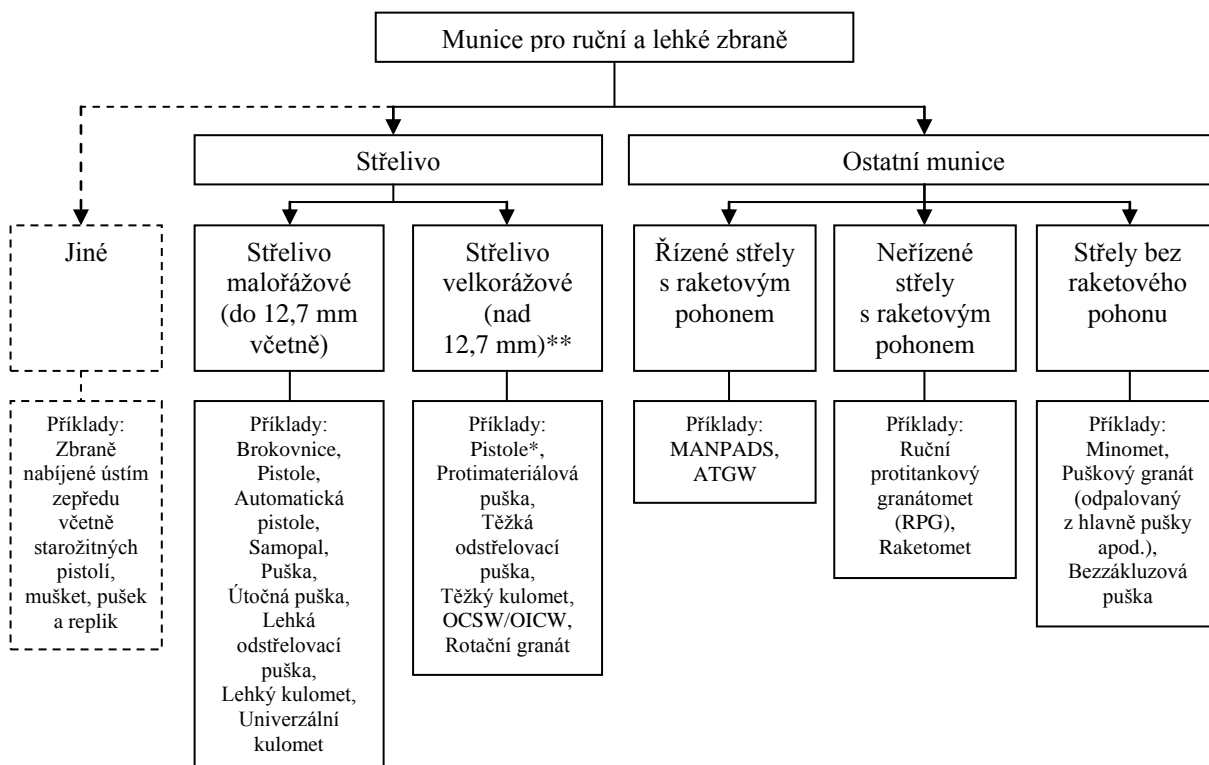 Munice pro ruční a lehké zbraně
Střelivo
Ostatní munice
Jiné
Střelivo
malořážové
(do 12,7 mm
včetně)
Střelivo
velkorážové
(nad
12,7 mm)**
Řízené střely
s raketovým
pohonem
Neřízené
střely
s raketovým
pohonem
Střely bez
raketového
pohonu
Příklady:
Zbraně
nabíjené ústím
zepředu
včetně
starožitných
pistolí,
mušket, pušek
a replik
Příklady:
Brokovnice,
Pistole,
Automatická
pistole,
Samopal,
Puška,
Útočná puška,
Lehká
odstřelovací
puška,
Lehký kulomet,
Univerzální
kulomet
Příklady:
Pistole*,
Protimateriálová
puška,
Těžká
odstřelovací
puška,
Těžký kulomet,
OCSW/OICW,
Rotační granát
Příklady:
MANPADS,
ATGW
Příklady:
Ruční
protitankový
granátomet
(RPG),
Raketomet
Příklady:
Minomet,
Puškový granát
(odpalovaný
z hlavně pušky
apod.),
Bezzákluzová
puška